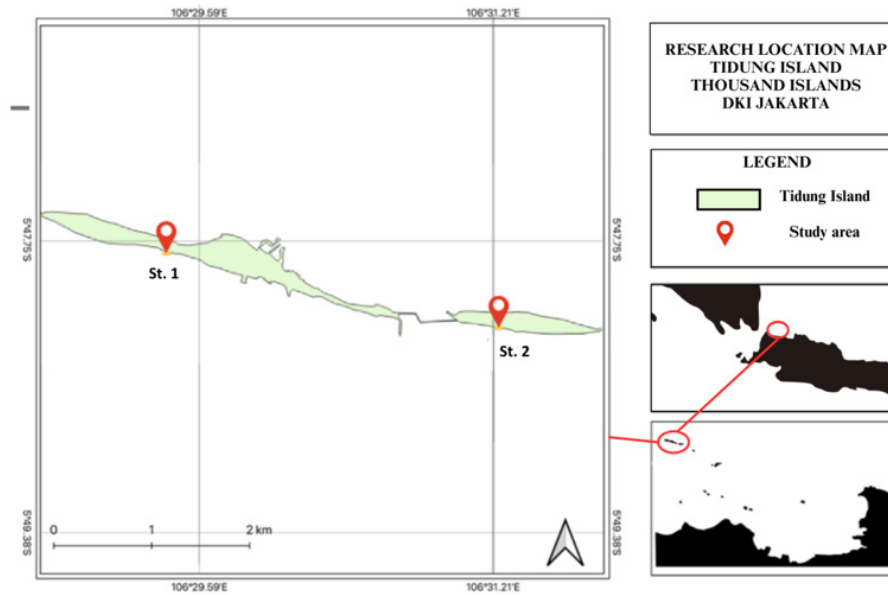 106°29.59'E
106°31.21'E
5°47.75'S
5°47.75'S
St. 1
St. 2
0 1 2 km
5°49.38'S
5°49.38'S
106°29.59'E
106°31.21'E
RESEARCH LOCATION MAP
TIDUNG ISLAND
THOUSAND ISLANDS
DKI JAKARTA
LEGEND
Tidung Island
Study area